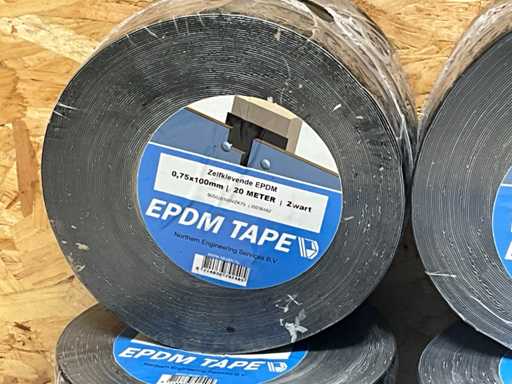 Zelfklevende EPDM
0,75x100mm | 20 METER | Zwart
EPDM TAPE
Northern Engineering Services B.V.
EPDM TAPE